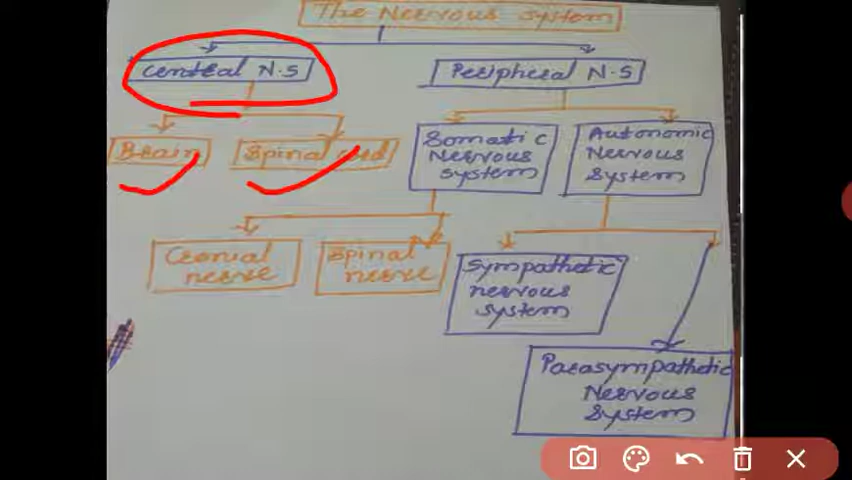 The Nervous System
Central N.S
Peripheral N.S
Brain
Spinal cord
Somatic
Nervous
system
Autonomic
Nervous
System
Cranial
nerve
Spinal
nerve
Sympathetic
nervous
system
Parasympathetic
Nervous
System